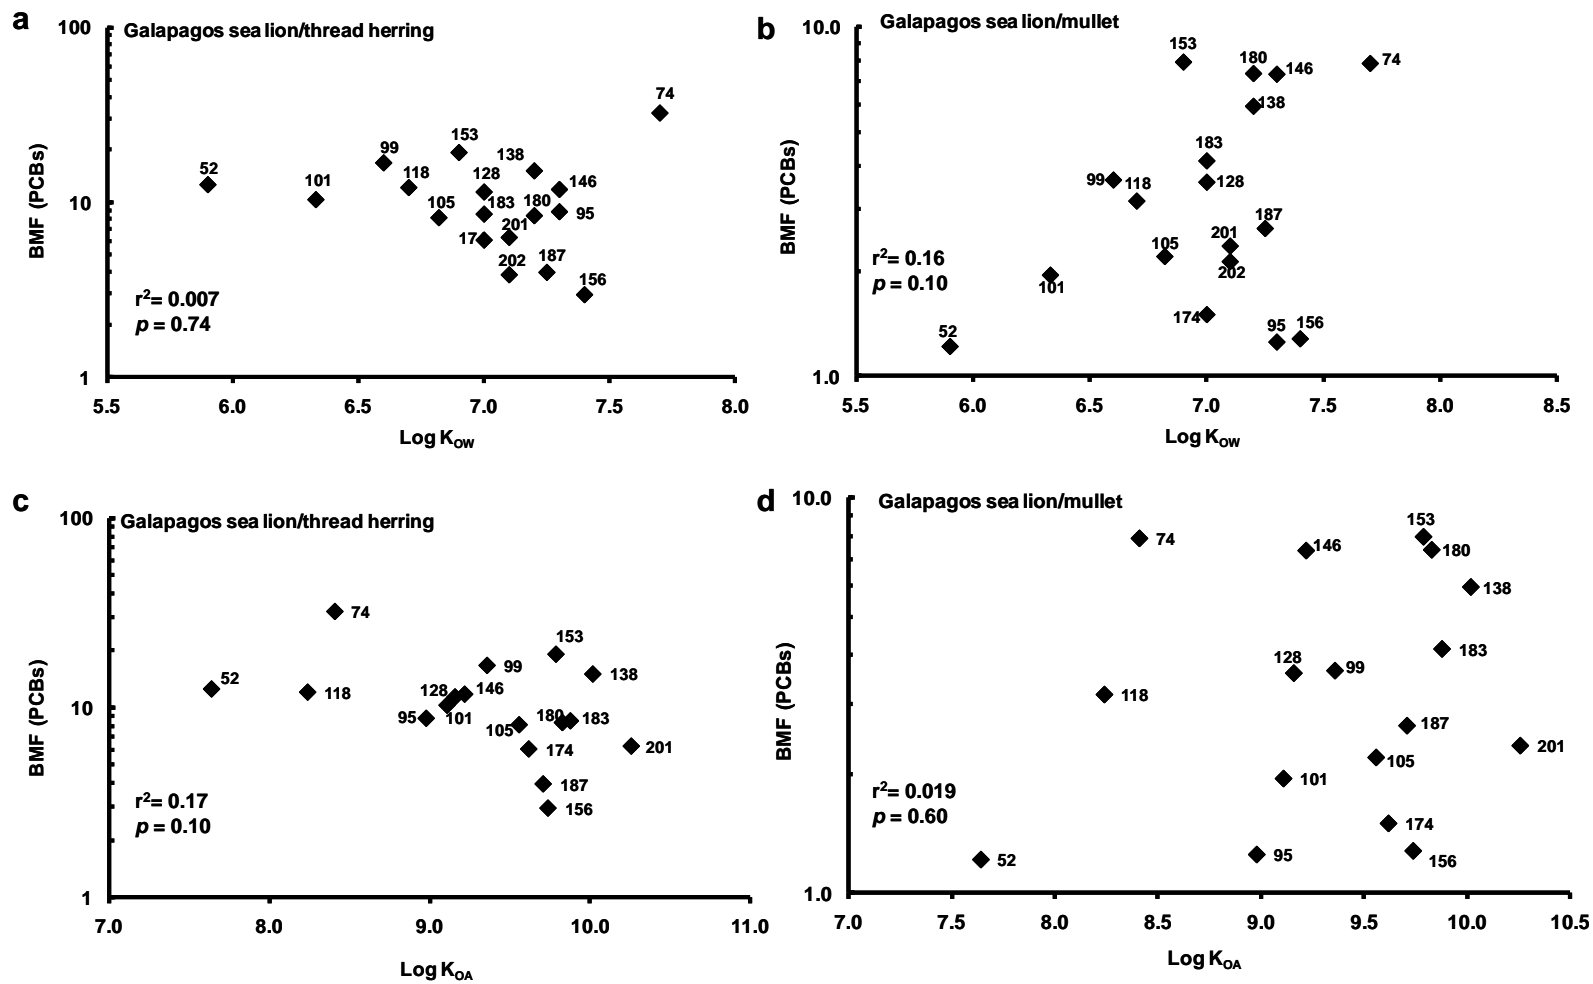 a
Galapagos sea lion/thread herring
100
10
1
BMF (PCBs)
52
101
99
118
105
153
128
183
17
138
180
201
202
146
95
187
156
74
r²= 0.007
p = 0.74
5.5 6.0 6.5 7.0 7.5 8.0
Log KOW
b
Galapagos sea lion/mullet
10.0
1.0
BMF (PCBs)
153
180
146
74
138
183
99
118
128
187
105
201
202
101
174
52
95
156
r²= 0.16
p = 0.10
5.5 6.0 6.5 7.0 7.5 8.0 8.5
Log KOW
c
Galapagos sea lion/thread herring
100
10
1
BMF (PCBs)
74
52
118
99
153
138
128
146
95
101
105
180
183
174
201
187
156
r²= 0.17
p = 0.10
7.0 8.0 9.0 10.0 11.0
Log KOA
d
Galapagos sea lion/mullet
10.0
1.0
BMF (PCBs)
74
146
153
180
138
183
128
99
118
187
201
105
101
174
52
95
156
r²= 0.019
p = 0.60
7.0 7.5 8.0 8.5 9.0 9.5 10.0 10.5
Log KOA